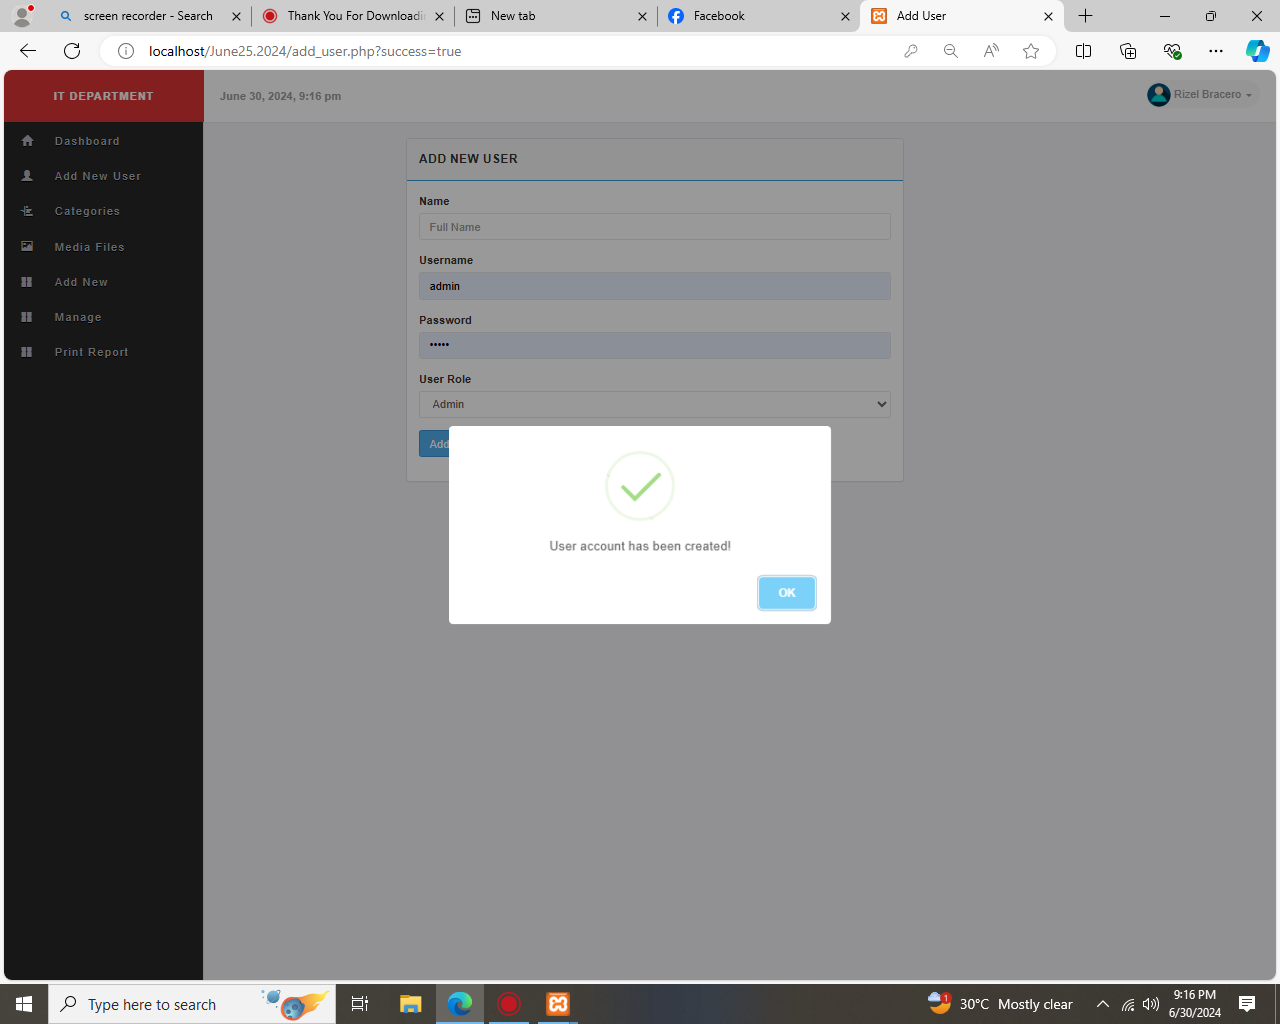 screen recorder - Search
Thank You For Downloadi
New tab
Facebook
Add User
localhost/June25.2024/add_user.php?success=true
IT DEPARTMENT
June 30, 2024, 9:16 pm
Rizel Bracero
Dashboard
Add New User
Categories
Media Files
Add New
Manage
Print Report
ADD NEW USER
Name
Full Name
Username
admin
Password
•••••
User Role
Admin
Add
User account has been created!
OK
Type here to search
1
30°C Mostly clear
9:16 PM
6/30/2024